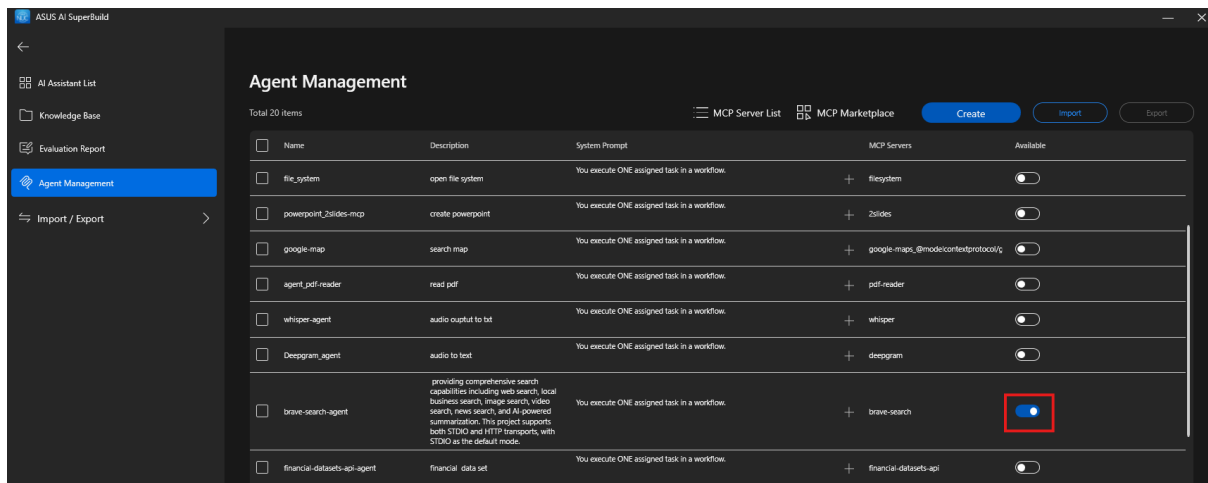 ASUS AI SuperBuild
AI Assistant List
Knowledge Base
Evaluation Report
Agent Management
Import / Export
Agent Management
Total 20 items
MCP Server List
MCP Marketplace
Create
Import
Export
Name Description System Prompt MCP Servers Available
file_system open file system You execute ONE assigned task in a workflow. filesystem
powerpoint_2slides-mcp create powerpoint You execute ONE assigned task in a workflow. 2slides
google-map search map You execute ONE assigned task in a workflow. google-maps_@modelcontextprotocol/g
agent_pdf-reader read pdf You execute ONE assigned task in a workflow. pdf-reader
whisper-agent audio ouptut to txt You execute ONE assigned task in a workflow. whisper
Deepgram_agent audio to text You execute ONE assigned task in a workflow. deepgram
brave-search-agent
providing comprehensive search
capabilities including web search, local
business search, image search, video
search, news search, and AI-powered
summarization. This project supports
both STDIO and HTTP transports, with
STDIO as the default mode.
You execute ONE assigned task in a workflow.
brave-search
financial-datasets-api-agent financial data set You execute ONE assigned task in a workflow. financial-datasets-api